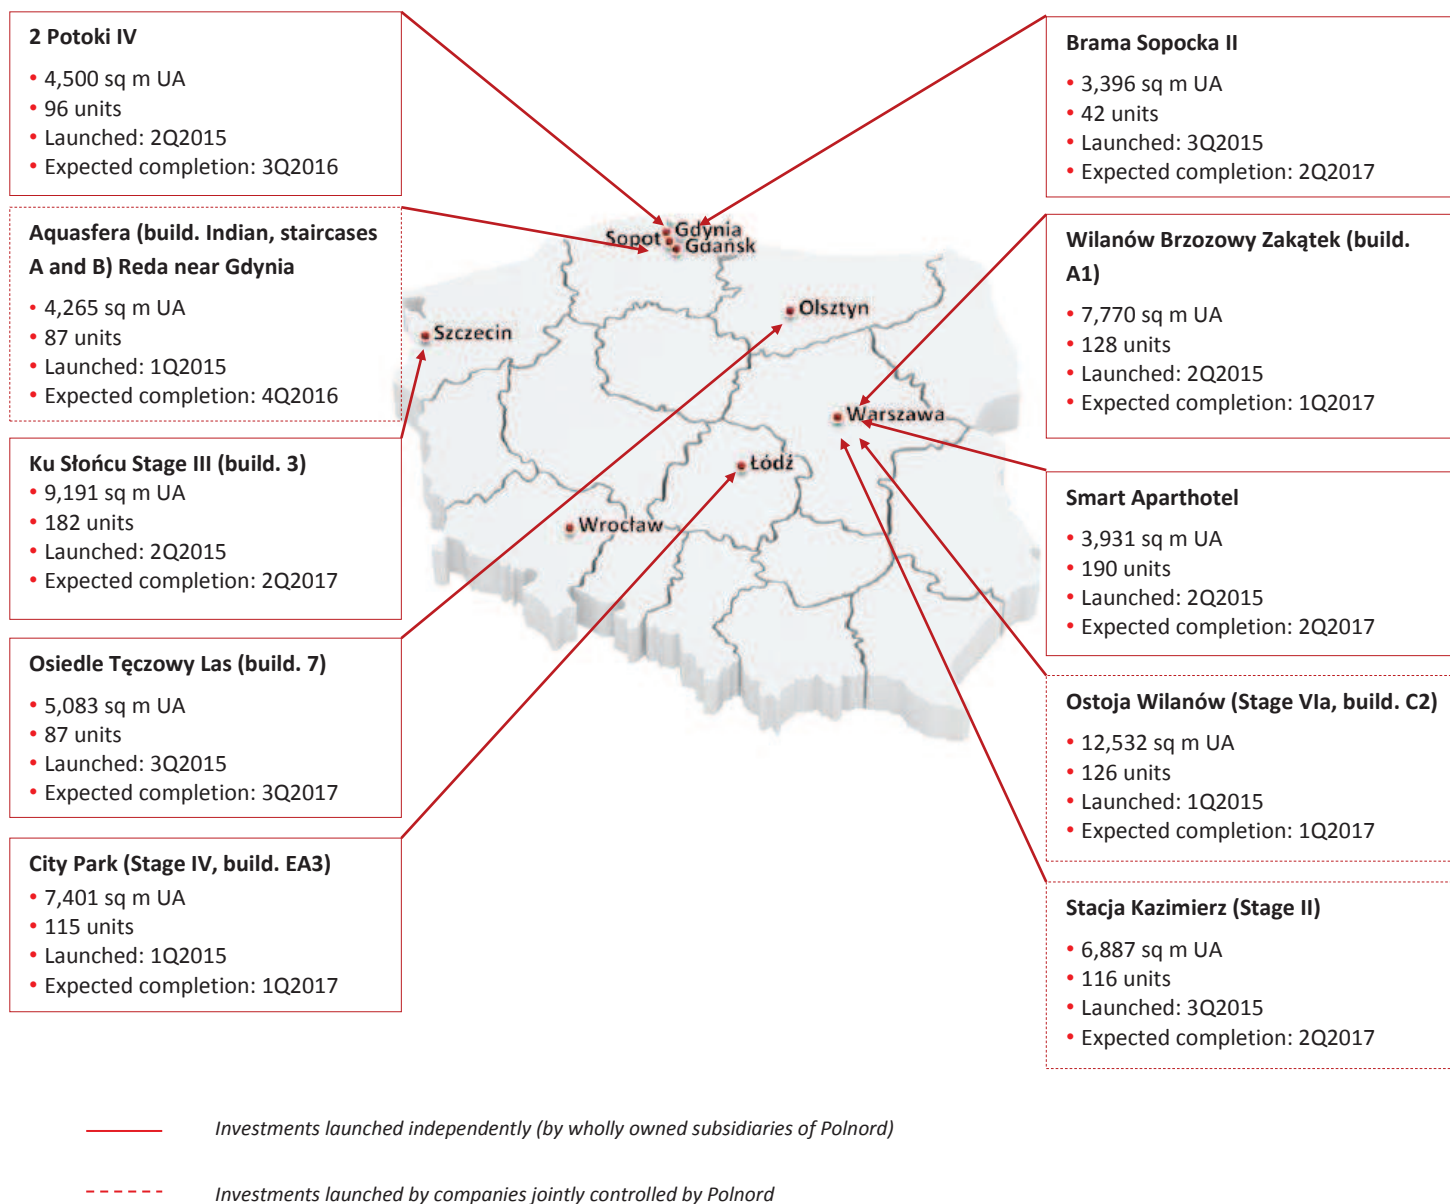 2 Potoki IV
• 4,500 sq m UA
• 96 units
• Launched: 2Q2015
• Expected completion: 3Q2016
Aquasfera (build. Indian, staircases
A and B) Reda near Gdynia
• 4,265 sq m UA
• 87 units
• Launched: 1Q2015
• Expected completion: 4Q2016
Ku Słońcu Stage III (build. 3)
• 9,191 sq m UA
• 182 units
• Launched: 2Q2015
• Expected completion: 2Q2017
Osiedle Tęczowy Las (build. 7)
• 5,083 sq m UA
• 87 units
• Launched: 3Q2015
• Expected completion: 3Q2017
City Park (Stage IV, build. EA3)
• 7,401 sq m UA
• 115 units
• Launched: 1Q2015
• Expected completion: 1Q2017
Gdynia
Sopot
Gdańsk
Olsztyn
Szczecin
Warszawa
Łódź
Wrocław
Brama Sopocka II
• 3,396 sq m UA
• 42 units
• Launched: 3Q2015
• Expected completion: 2Q2017
Wilanów Brzozowy Zakątek (build.
A1)
• 7,770 sq m UA
• 128 units
• Launched: 2Q2015
• Expected completion: 1Q2017
Smart Aparthotel
• 3,931 sq m UA
• 190 units
• Launched: 2Q2015
• Expected completion: 2Q2017
Ostoja Wilanów (Stage VIa, build. C2)
• 12,532 sq m UA
• 126 units
• Launched: 1Q2015
• Expected completion: 1Q2017
Stacja Kazimierz (Stage II)
• 6,887 sq m UA
• 116 units
• Launched: 3Q2015
• Expected completion: 2Q2017
Investments launched independently (by wholly owned subsidiaries of Polnord)
Investments launched by companies jointly controlled by Polnord